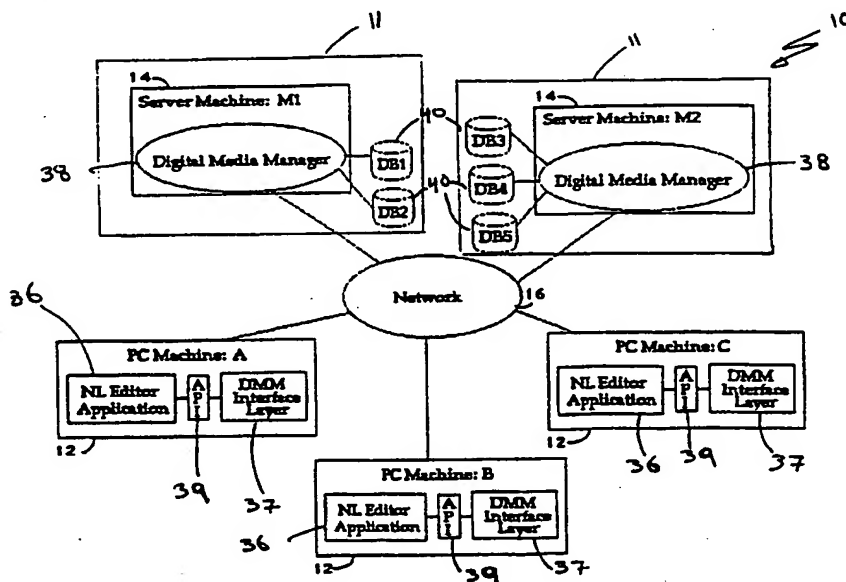 11
11
10
14
Server Machine: M1
Digital Media Manager
38
DB1
DB2
40
40
DB3
DB4
DB5
14
Server Machine: M2
Digital Media Manager
38
Network
16
36
PC Machine: A
NL Editor
Application
API
DMM
Interface
Layer
12
39
37
PC Machine: B
NL Editor
Application
API
DMM
Interface
Layer
36
12
39
37
PC Machine: C
NL Editor
Application
API
DMM
Interface
Layer
12
36
39
37